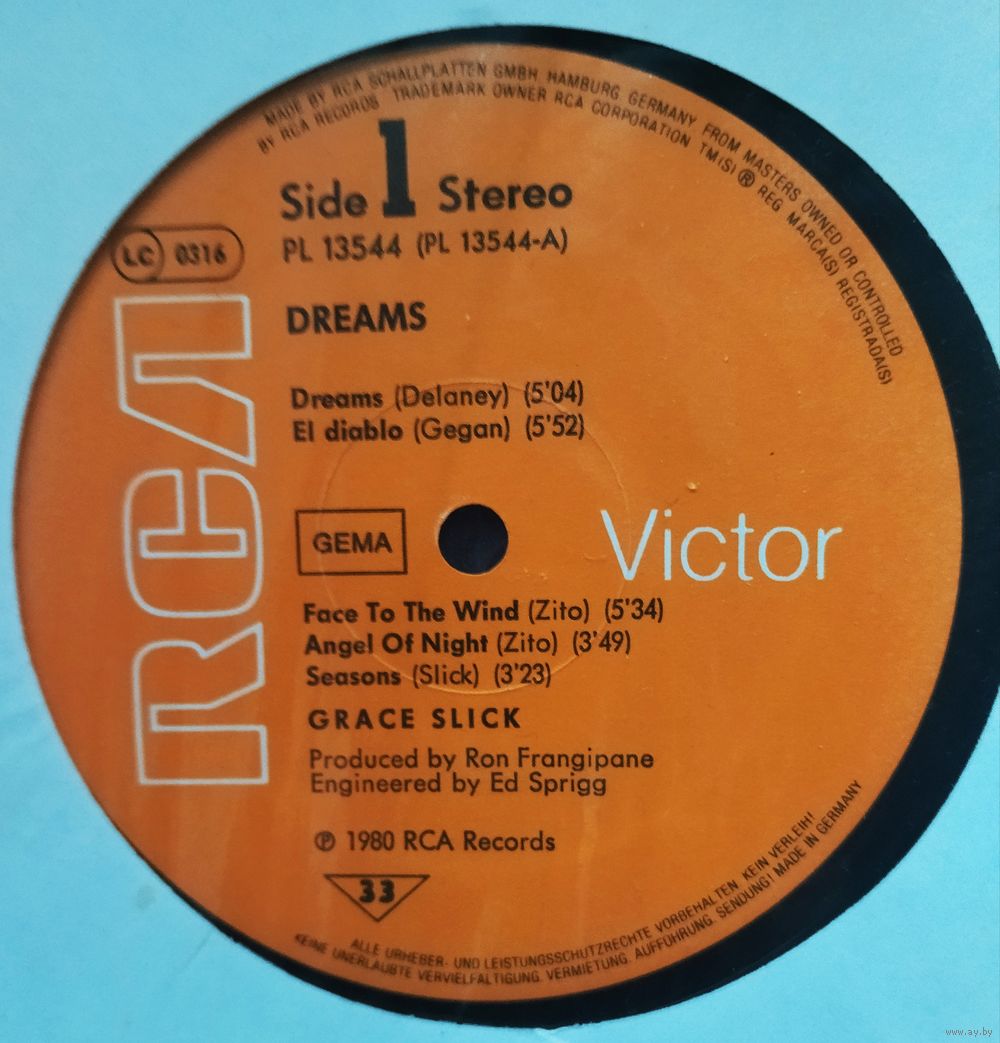 MADE BY RCA SCHALLPLATTEN GMBH. HAMBURG. GERMANY FROM MASTERS OWNED OR CONTROLLED
BY RCA RECORDS TRADEMARK OWNER RCA CORPORATION TM(S) ® REG MARCA(S) REGISTRADA(S)
Side 1 Stereo
PL 13544 (PL 13544-A)
LC 0316
DREAMS
Dreams (Delaney) (5'04)
El diablo (Gegan) (5'52)
RCA
GEMA
Victor
Face To The Wind (Zito) (5'34)
Angel Of Night (Zito) (3'49)
Seasons (Slick) (3'23)
GRACE SLICK
Produced by Ron Frangipane
Engineered by Ed Sprigg
℗ 1980 RCA Records
33
ALLE URHEBER- UND LEISTUNGSSCHUTZRECHTE VORBEHALTEN. KEIN VERLEIH!
KEINE UNERLAUBTE VERVIELFÄLTIGUNG. VERMIETUNG. AUFFÜHRUNG. SENDUNG! MADE IN GERMANY
www.ay.by